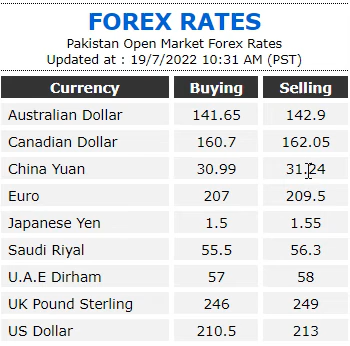 FOREX RATES
Pakistan Open Market Forex Rates
Updated at : 19/7/2022 10:31 AM (PST)
Currency Buying Selling
Australian Dollar 141.65 142.9
Canadian Dollar 160.7 162.05
China Yuan 30.99 31.24
Euro 207 209.5
Japanese Yen 1.5 1.55
Saudi Riyal 55.5 56.3
U.A.E Dirham 57 58
UK Pound Sterling 246 249
US Dollar 210.5 213